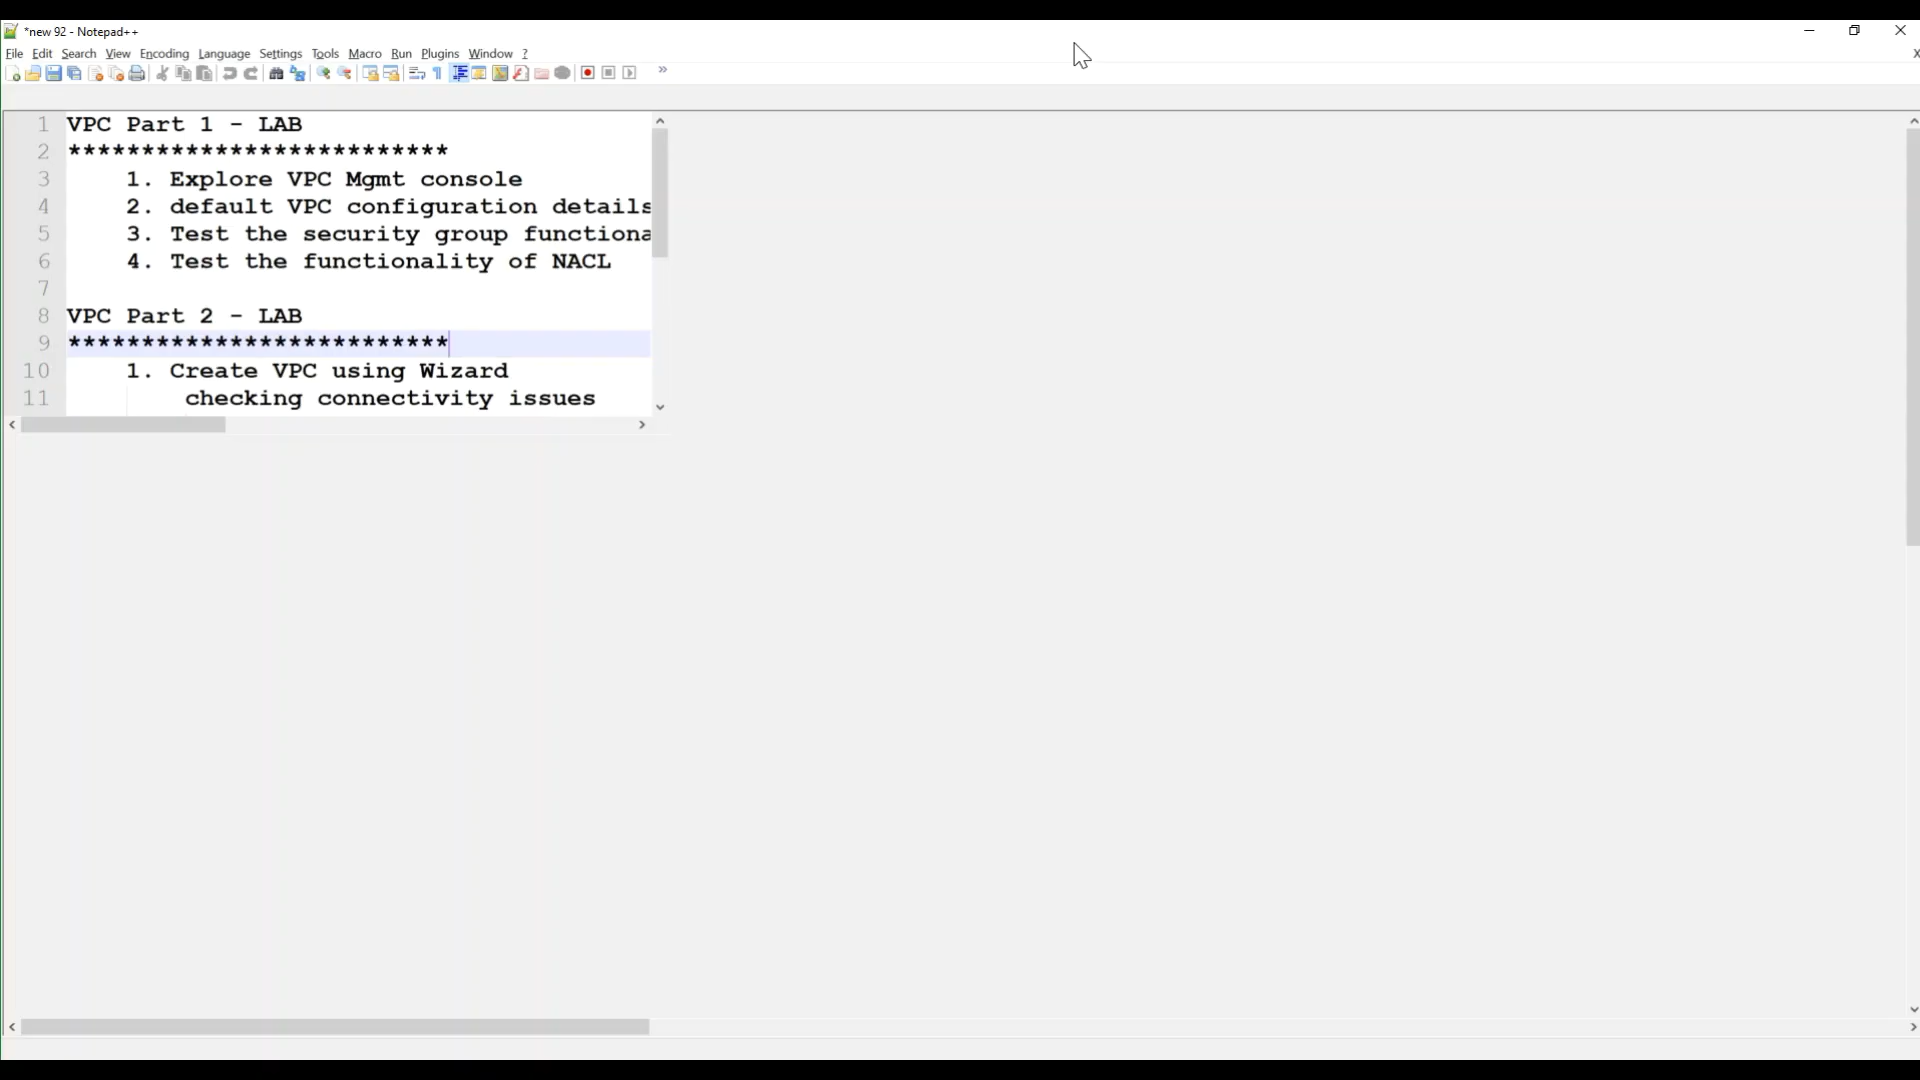 *new 92 - Notepad++
File Edit Search View Encoding Language Settings Tools Macro Run Plugins Window ?
1 VPC Part 1 - LAB
2 **************************
3 1. Explore VPC Mgmt console
4 2. default VPC configuration details
5 3. Test the security group functiona
6 4. Test the functionality of NACL
7
8 VPC Part 2 - LAB
9 **************************
10 1. Create VPC using Wizard
11 checking connectivity issues